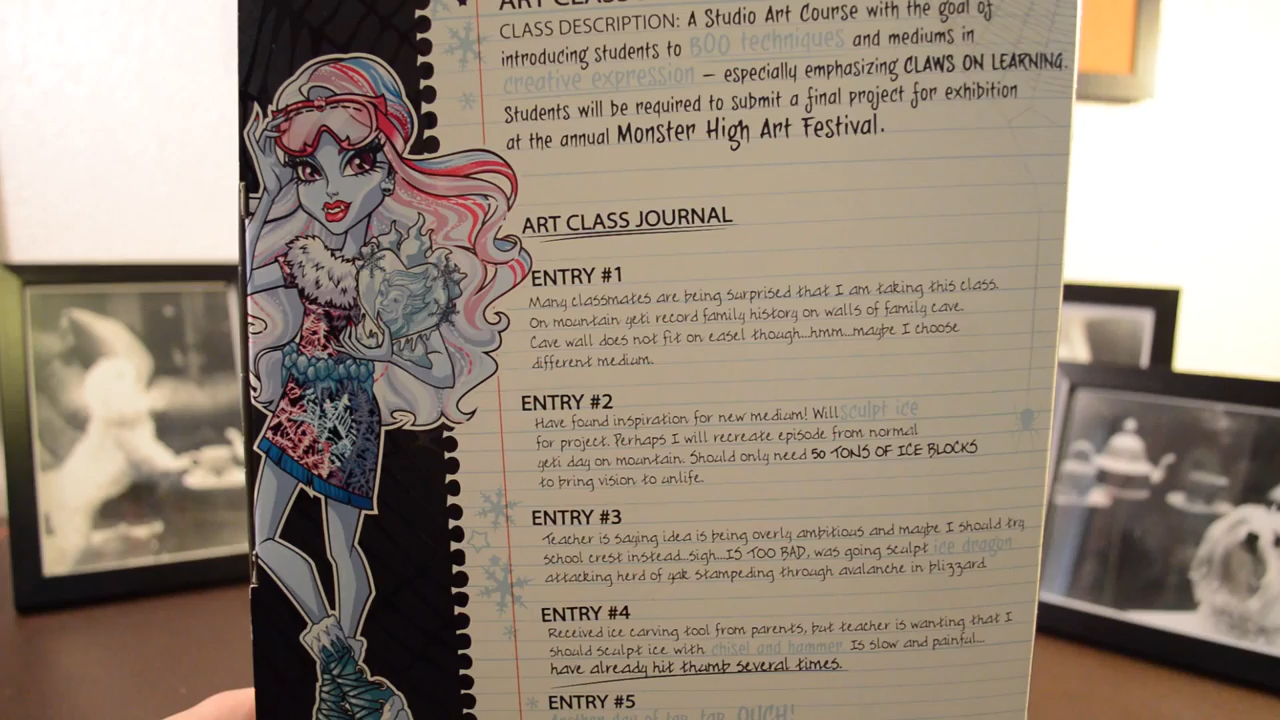 ART CLASS
CLASS DESCRIPTION: A Studio Art Course with the goal of
introducing students to BOO techniques and mediums in
creative expression – especially emphasizing CLAWS ON LEARNING.
Students will be required to submit a final project for exhibition
at the annual Monster High Art Festival.
ART CLASS JOURNAL
ENTRY #1
Many classmates are being surprised that I am taking this class.
On mountain yeti record family history on walls of family cave.
Cave wall does not fit on easel though...hmm...maybe I choose
different medium.
ENTRY #2
Have found inspiration for new medium! Will sculpt ice
for project. Perhaps I will recreate episode from normal
yeti day on mountain. Should only need 50 TONS OF ICE BLOCKS
to bring vision to unlife.
ENTRY #3
Teacher is saying idea is being overly ambitious and maybe I should try
school crest instead...sigh...IS TOO BAD, was going sculpt ice dragon
attacking herd of yak stampeding through avalanche in blizzard
ENTRY #4
Received ice carving tool from parents, but teacher is wanting that I
should sculpt ice with chisel and hammer. Is slow and painful...
have already hit thumb several times.
ENTRY #5
Another day of tap, tap, OUCH!